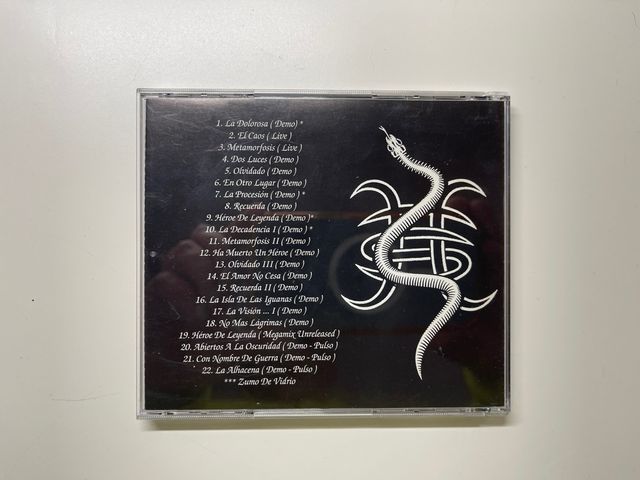 1. La Dolorosa ( Demo) *
2. El Caos ( Live )
3. Metamorfosis ( Live )
4. Dos Luces ( Demo )
5. Olvidado ( Demo )
6. En Otro Lugar ( Demo )
7. La Procesión ( Demo ) *
8. Recuerda ( Demo )
9. Héroe De Leyenda ( Demo )*
10. La Decadencia I ( Demo ) *
11. Metamorfosis II ( Demo )
12. Ha Muerto Un Héroe ( Demo )
13. Olvidado III ( Demo )
14. El Amor No Cesa ( Demo )
15. Recuerda II ( Demo )
16. La Isla De Las Iguanas ( Demo )
17. La Visión ... I ( Demo )
18. No Mas Lágrimas ( Demo )
19. Héroe De Leyenda ( Megamix Unreleased )
20. Abiertos A La Oscuridad ( Demo - Pulso )
21. Con Nombre De Guerra ( Demo - Pulso )
22. La Alhacena ( Demo - Pulso )
*** Zumo De Vidrio